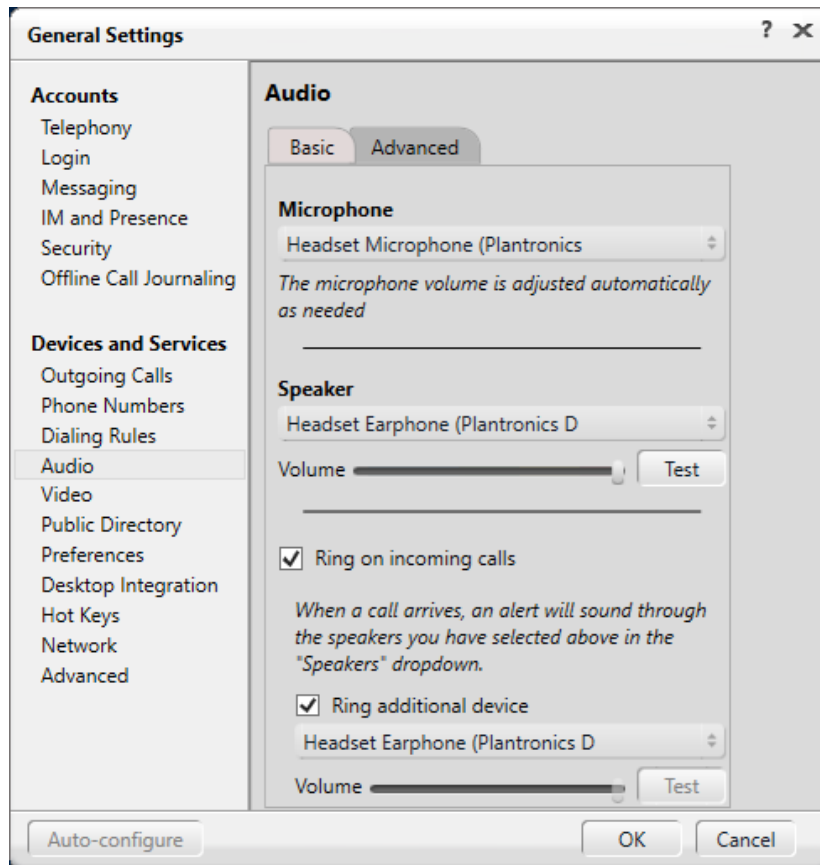 General Settings
?
Accounts
Telephony
Login
Messaging
IM and Presence
Security
Offline Call Journaling
Devices and Services
Outgoing Calls
Phone Numbers
Dialing Rules
Audio
Video
Public Directory
Preferences
Desktop Integration
Hot Keys
Network
Advanced
Audio
Basic Advanced
Microphone
Headset Microphone (Plantronics
The microphone volume is adjusted automatically
as needed
Speaker
Headset Earphone (Plantronics D
Volume Test
Ring on incoming calls
When a call arrives, an alert will sound through
the speakers you have selected above in the
"Speakers" dropdown.
Ring additional device
Headset Earphone (Plantronics D
Volume Test
Auto-configure OK Cancel